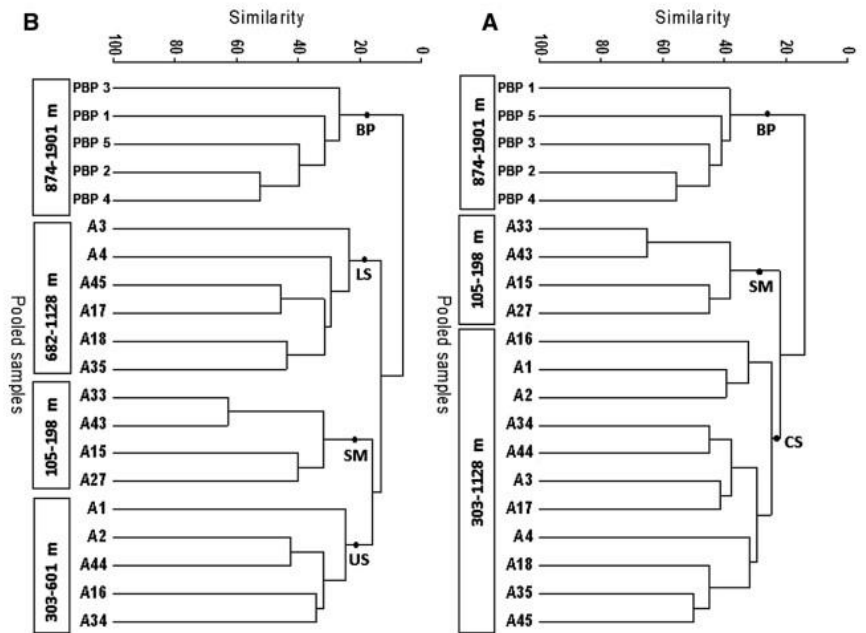 B
Similarity
100
80
60
40
20
0
874-1901 m
PBP 3
PBP 1
PBP 5
PBP 2
PBP 4
BP
682-1128 m
A3
A4
A45
A17
A18
A35
LS
105-198 m
A33
A43
A15
A27
SM
303-601 m
A1
A2
A44
A16
A34
US
Pooled samples
A
Similarity
100
80
60
40
20
0
874-1901 m
PBP 1
PBP 5
PBP 3
PBP 2
PBP 4
BP
105-198 m
A33
A43
A15
A27
SM
303-1128 m
A16
A1
A2
A34
A44
A3
A17
A4
A18
A35
A45
CS
Pooled samples